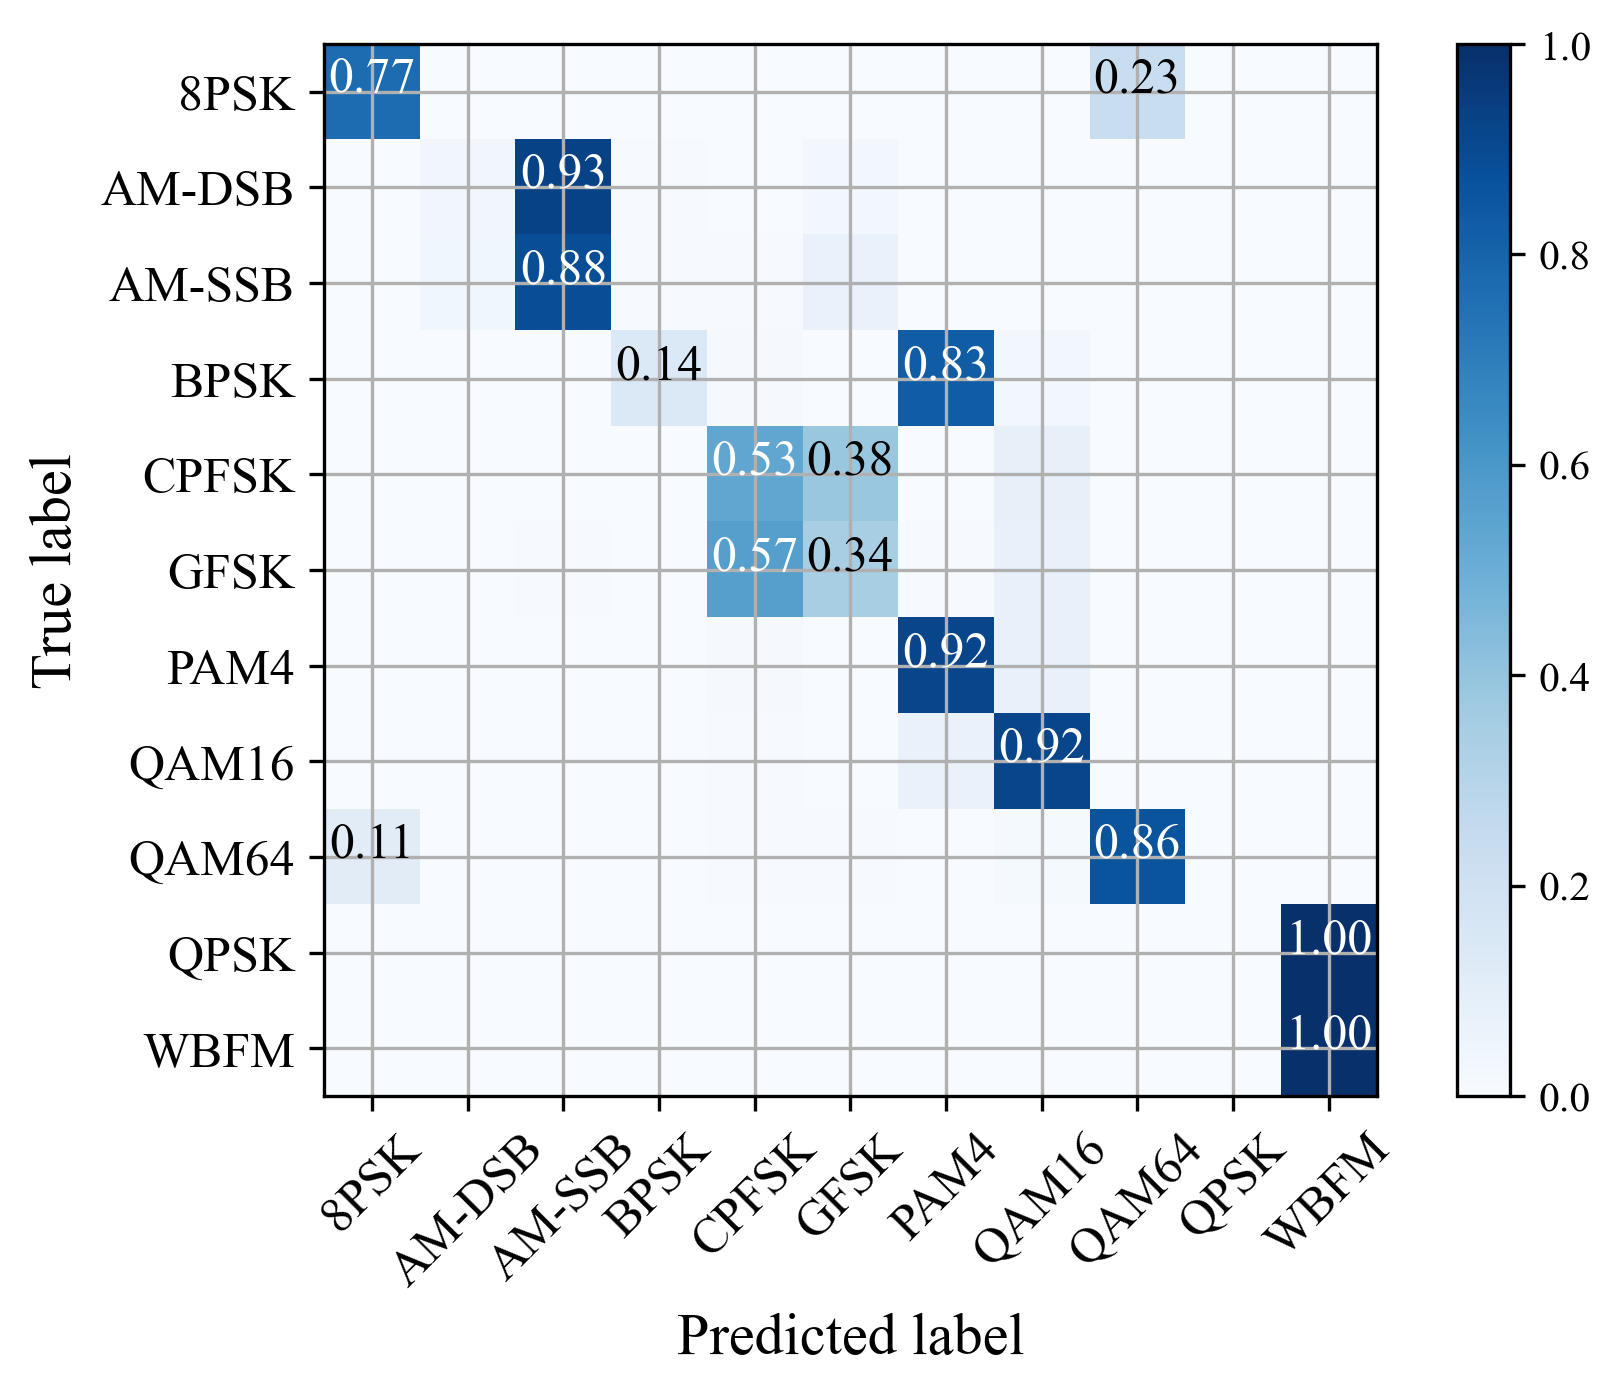 8PSK 0.77 0.23
AM-DSB 0.93
AM-SSB 0.88
BPSK 0.14 0.83
CPFSK 0.53 0.38
GFSK 0.57 0.34
PAM4 0.92
QAM16 0.92
QAM64 0.11 0.86
QPSK 1.00
WBFM 1.00
True label
8PSK AM-DSB AM-SSB BPSK CPFSK GFSK PAM4 QAM16 QAM64 QPSK WBFM
Predicted label
1.0
0.8
0.6
0.4
0.2
0.0